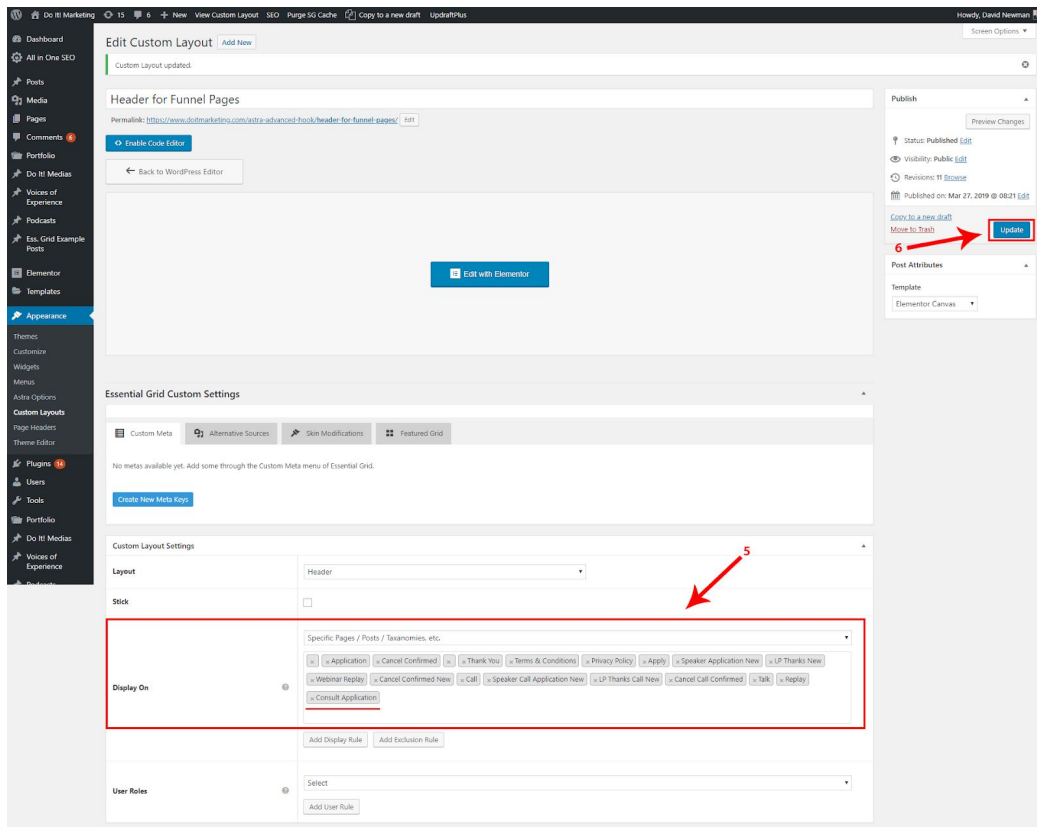 Do It! Marketing 15 6 + New View Custom Layout SEO Purge SG Cache Copy to a new draft UpdraftPlus Howdy, David Newman
Screen Options ▼
Dashboard
All in One SEO
Posts
Media
Pages
Comments 6
Portfolio
Do It! Medias
Voices of
Experience
Podcasts
Ess. Grid Example
Posts
Elementor
Templates
Appearance
Themes
Customize
Widgets
Menus
Astra Options
Custom Layouts
Page Headers
Theme Editor
Plugins 14
Users
Tools
Portfolio
Do It! Medias
Voices of
Experience
Podcasts
Edit Custom Layout Add New
Custom Layout updated.
Header for Funnel Pages
Permalink: https://www.doitmarketing.com/astra-advanced-hook/header-for-funnel-pages/ Edit
Enable Code Editor
← Back to WordPress Editor
Edit with Elementor
Publish
Preview Changes
Status: Published Edit
Visibility: Public Edit
Revisions: 11 Browse
Published on: Mar 27, 2019 @ 08:21 Edit
Copy to a new draft
Move to Trash
Update
6
Post Attributes
Template
Elementor Canvas
Essential Grid Custom Settings
Custom Meta Alternative Sources Skin Modifications Featured Grid
No metas available yet. Add some through the Custom Meta menu of Essential Grid.
Create New Meta Keys
Custom Layout Settings
5
Layout Header
Stick
Display On
Specific Pages / Posts / Taxanomies, etc.
× × Application × Cancel Confirmed × × Thank You × Terms & Conditions × Privacy Policy × Apply × Speaker Application New × LP Thanks New
× Webinar Replay × Cancel Confirmed New × Call × Speaker Call Application New × LP Thanks Call New × Cancel Call Confirmed × Talk × Replay
× Consult Application
Add Display Rule Add Exclusion Rule
User Roles
Select
Add User Rule